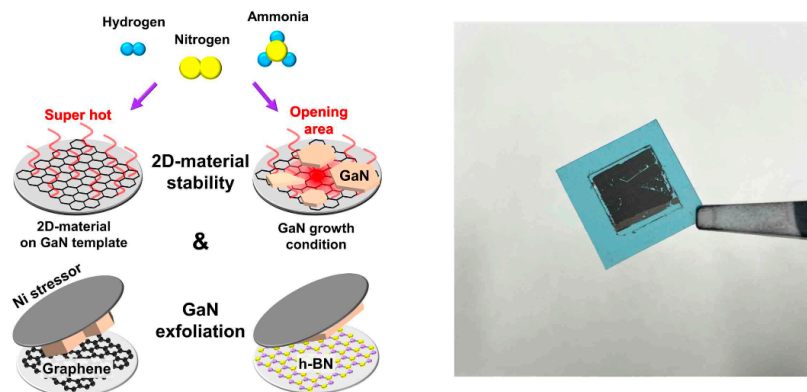 Hydrogen
Nitrogen
Ammonia
Super hot
Opening
area
2D-material
stability
GaN
2D-material
on GaN template
GaN growth
condition
&
Ni stressor
GaN
exfoliation
Graphene
h-BN